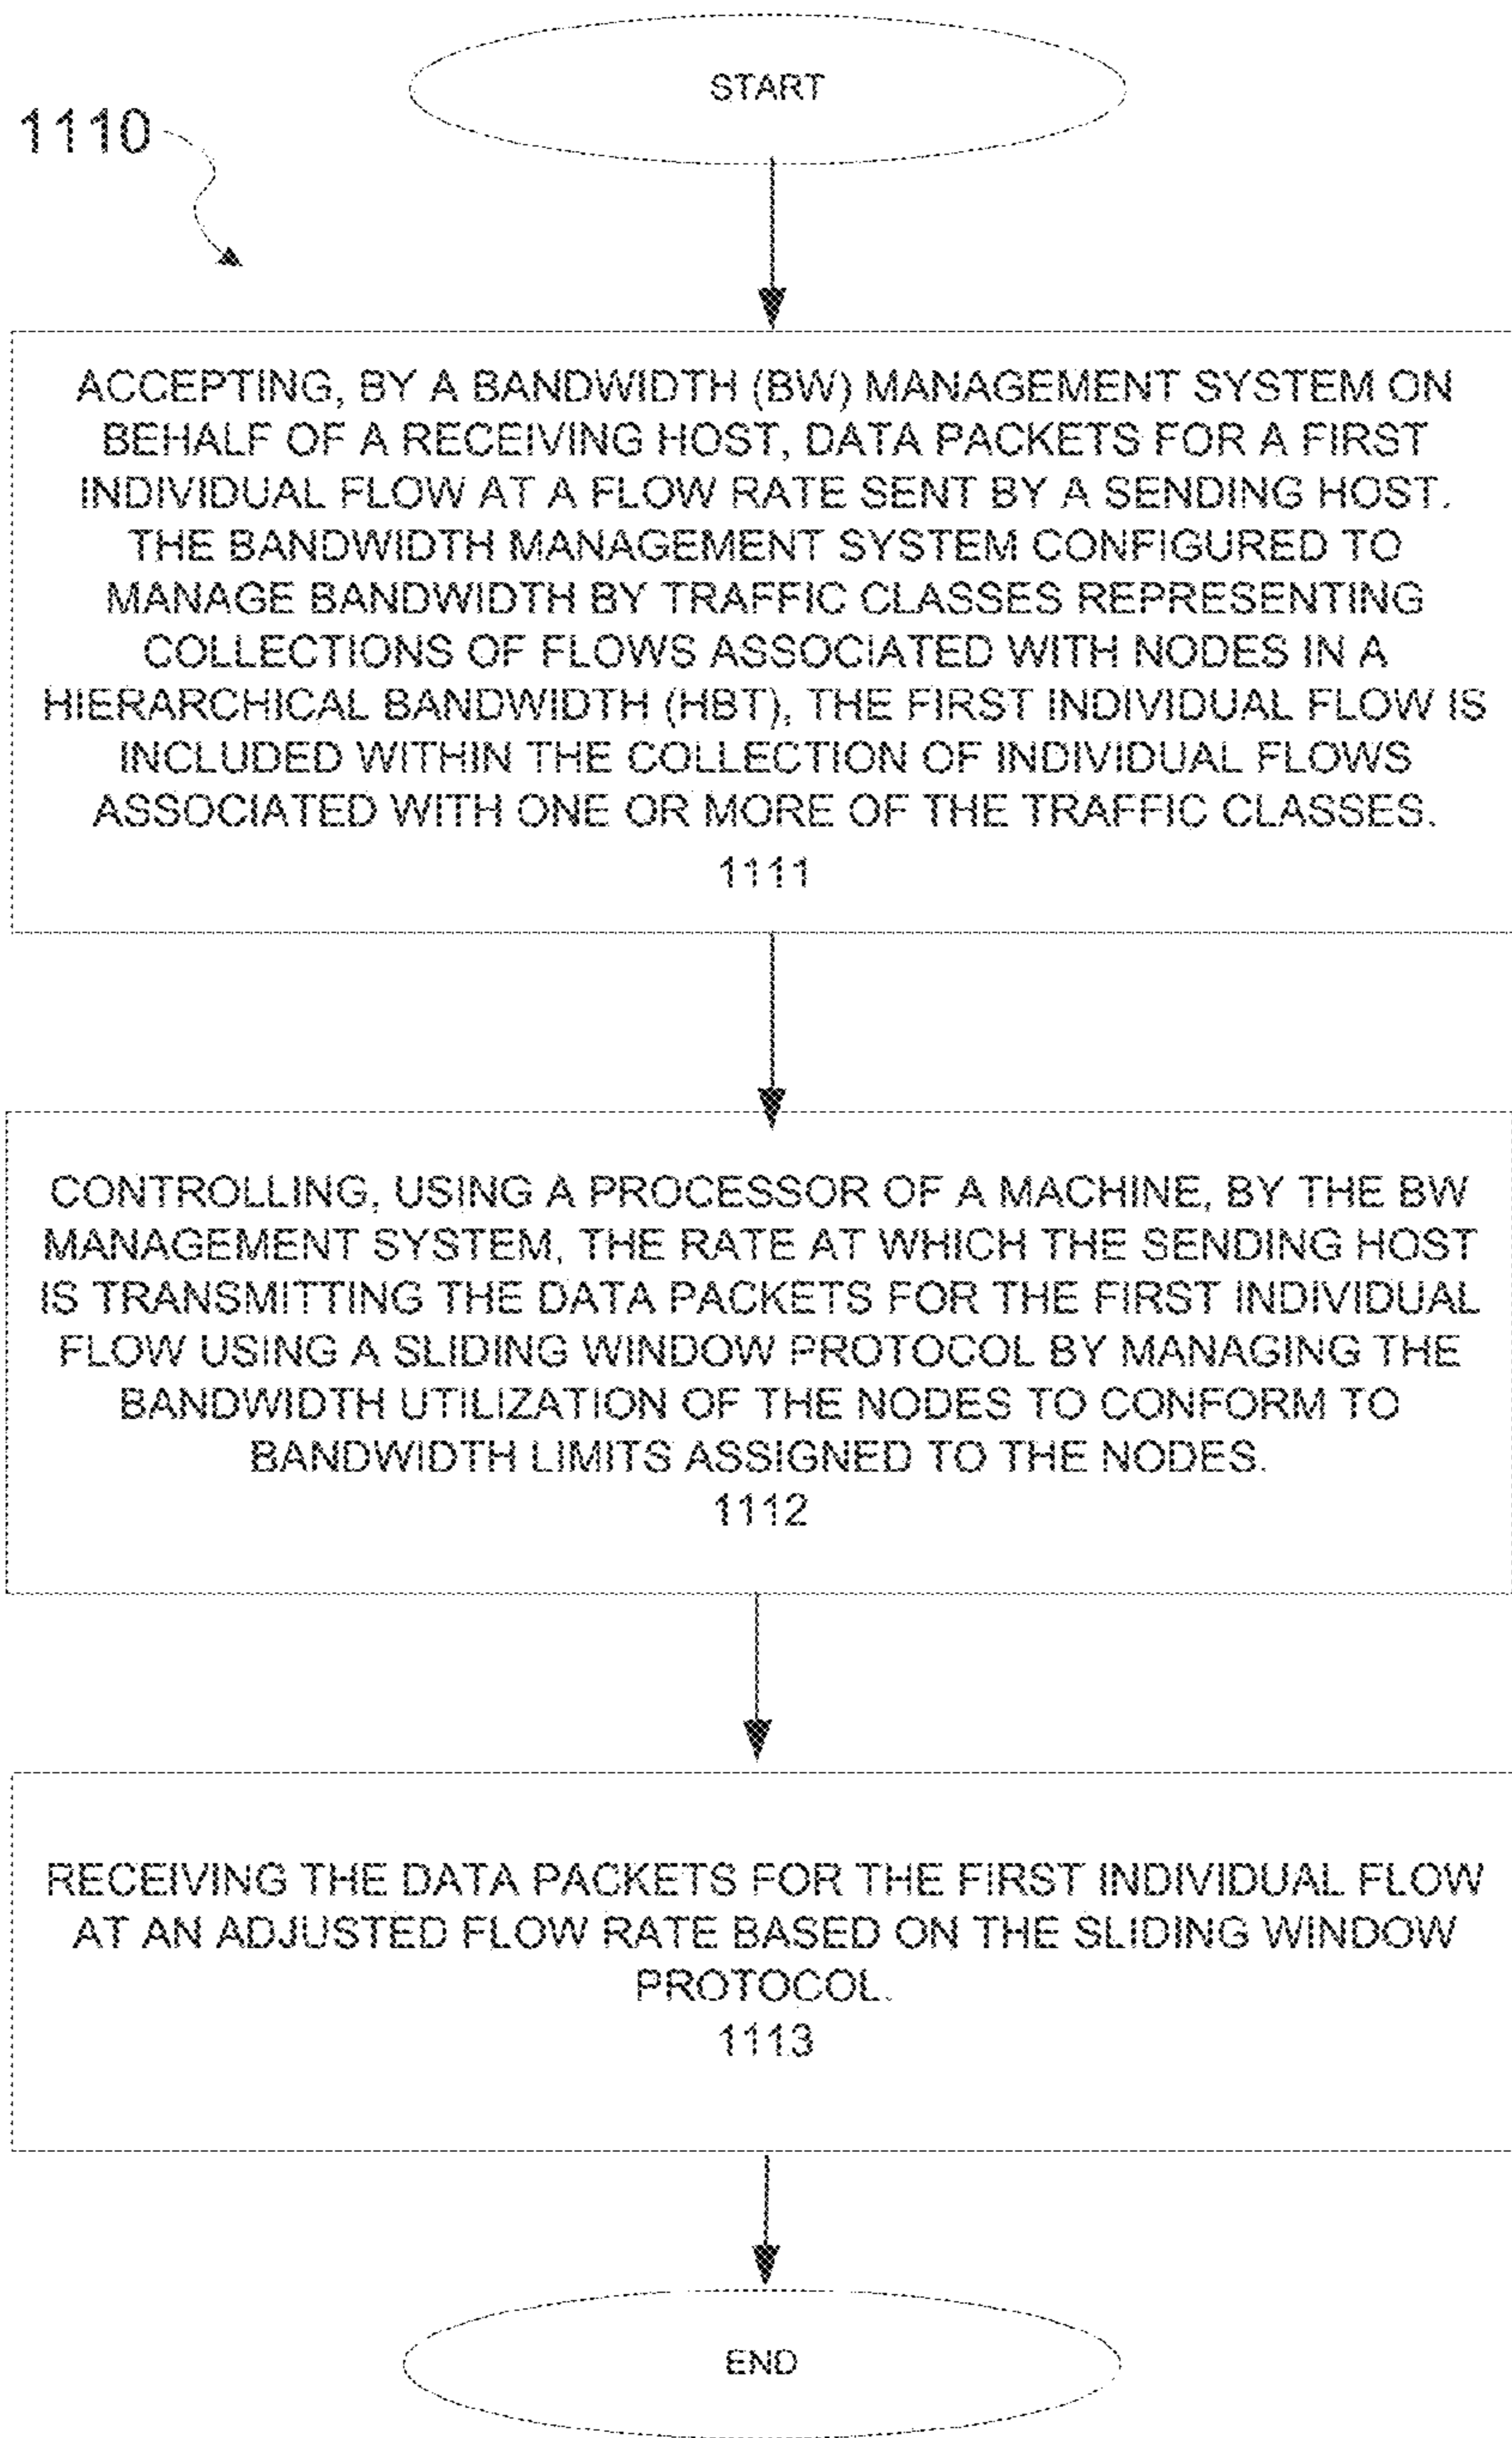 START
1110
ACCEPTING, BY A BANDWIDTH (BW) MANAGEMENT SYSTEM ON
BEHALF OF A RECEIVING HOST, DATA PACKETS FOR A FIRST
INDIVIDUAL FLOW AT A FLOW RATE SENT BY A SENDING HOST.
THE BANDWIDTH MANAGEMENT SYSTEM CONFIGURED TO
MANAGE BANDWIDTH BY TRAFFIC CLASSES REPRESENTING
COLLECTIONS OF FLOWS ASSOCIATED WITH NODES IN A
HIERARCHICAL BANDWIDTH (HBT), THE FIRST INDIVIDUAL FLOW IS
INCLUDED WITHIN THE COLLECTION OF INDIVIDUAL FLOWS
ASSOCIATED WITH ONE OR MORE OF THE TRAFFIC CLASSES.
1111
CONTROLLING, USING A PROCESSOR OF A MACHINE, BY THE BW
MANAGEMENT SYSTEM, THE RATE AT WHICH THE SENDING HOST
IS TRANSMITTING THE DATA PACKETS FOR THE FIRST INDIVIDUAL
FLOW USING A SLIDING WINDOW PROTOCOL BY MANAGING THE
BANDWIDTH UTILIZATION OF THE NODES TO CONFORM TO
BANDWIDTH LIMITS ASSIGNED TO THE NODES.
1112
RECEIVING THE DATA PACKETS FOR THE FIRST INDIVIDUAL FLOW
AT AN ADJUSTED FLOW RATE BASED ON THE SLIDING WINDOW
PROTOCOL.
1113
END